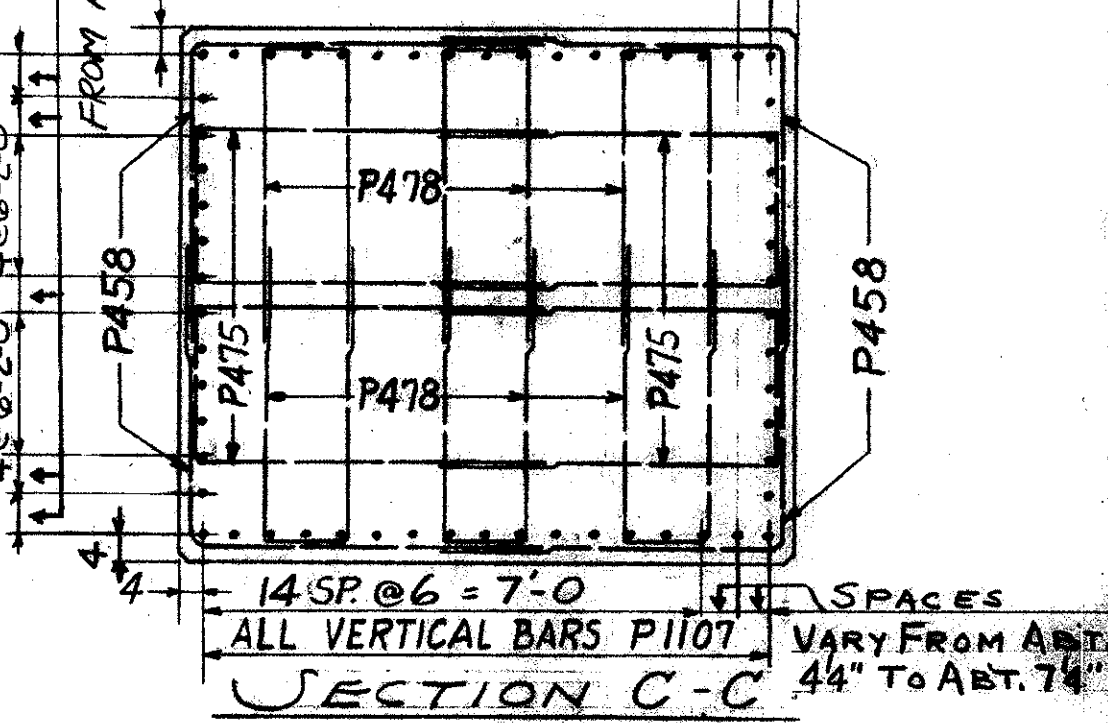 FROM
P478
P458
P458
P475
P475
P478
4
4
14 SP. @ 6 = 7'-0
SPACES
ALL VERTICAL BARS P1107
VARY FROM ABT.
4¼" TO ABT. 7¼"
SECTION C-C